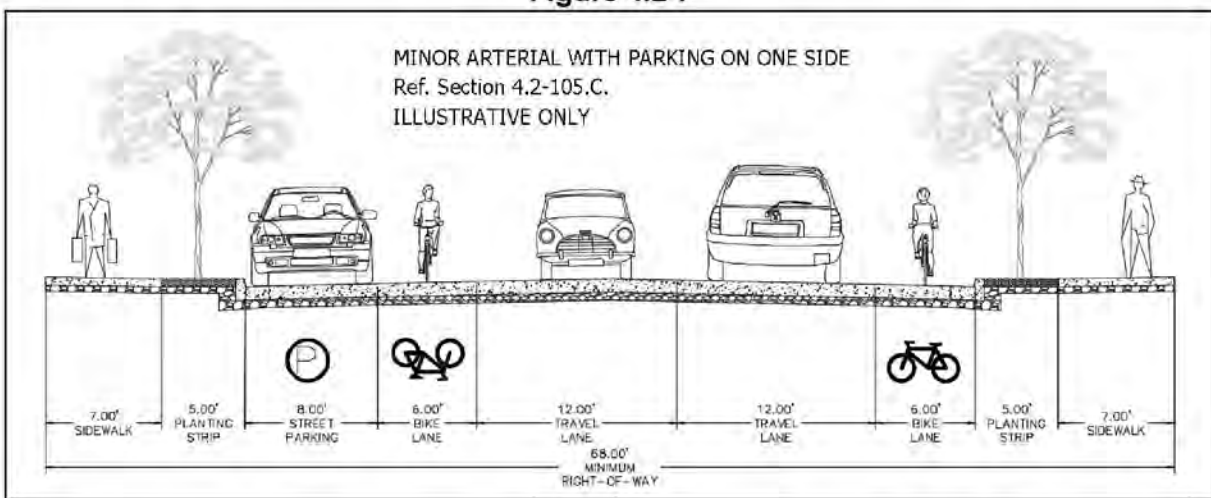 MINOR ARTERIAL WITH PARKING ON ONE SIDE
Ref. Section 4.2-105.C.
ILLUSTRATIVE ONLY
P
7.00'
SIDEWALK
5.00'
PLANTING
STRIP
8.00'
STREET
PARKING
6.00'
BIKE
LANE
12.00'
TRAVEL
LANE
12.00'
TRAVEL
LANE
6.00'
BIKE
LANE
5.00'
PLANTING
STRIP
7.00'
SIDEWALK
68.00'
MINIMUM
RIGHT-OF-WAY